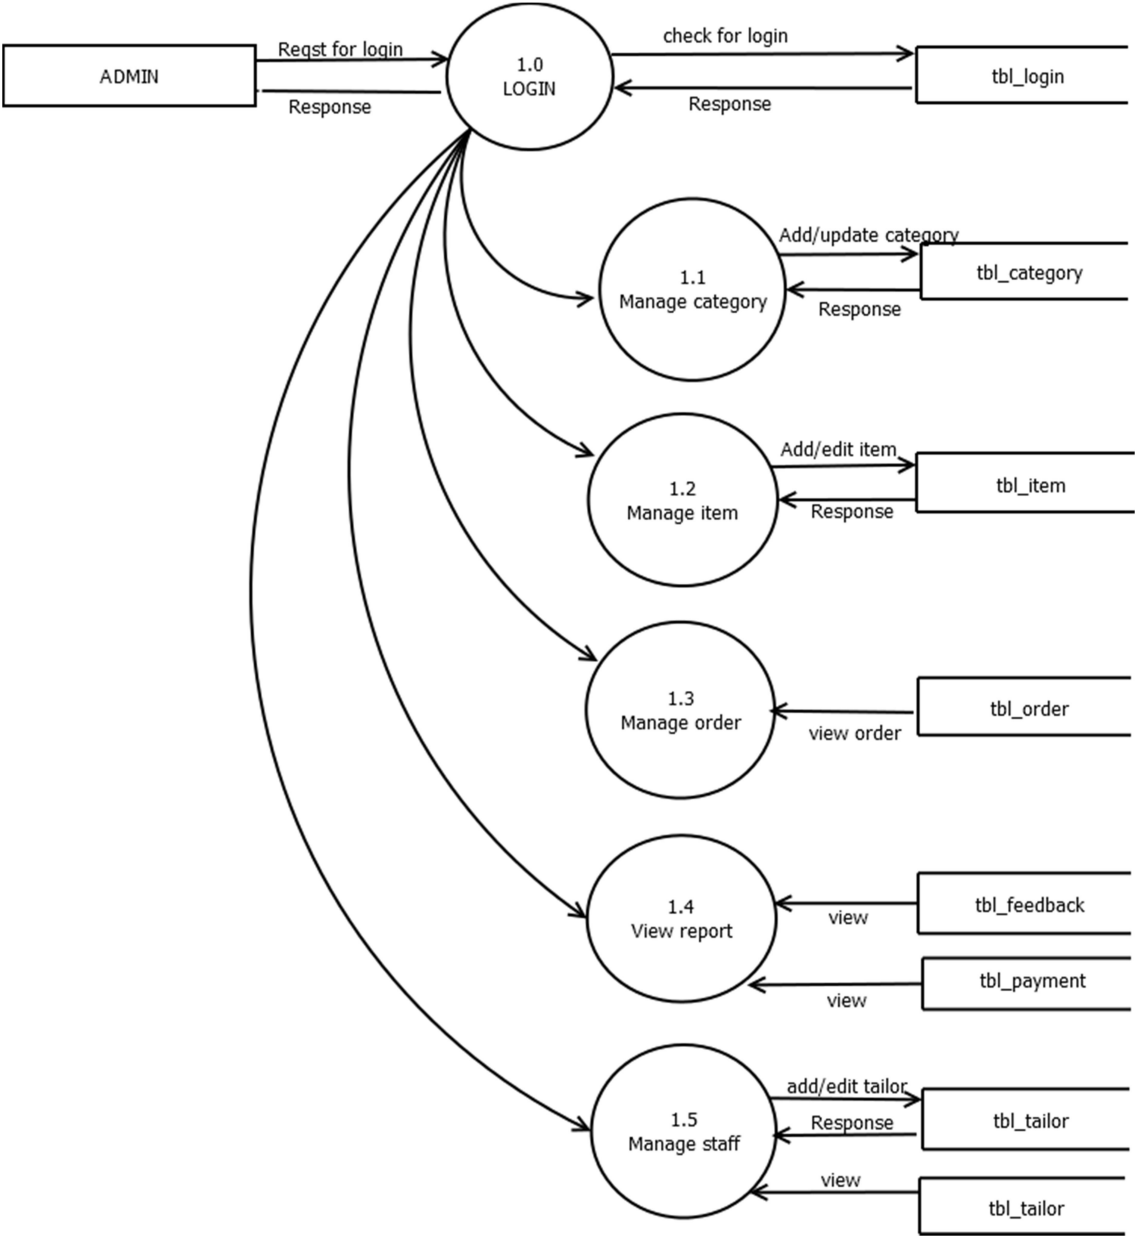 ADMIN
Reqst for login
Response
1.0
LOGIN
check for login
Response
tbl_login
1.1
Manage category
Add/update category
Response
tbl_category
1.2
Manage item
Add/edit item
Response
tbl_item
1.3
Manage order
view order
tbl_order
1.4
View report
view
tbl_feedback
view
tbl_payment
1.5
Manage staff
add/edit tailor
Response
tbl_tailor
view
tbl_tailor